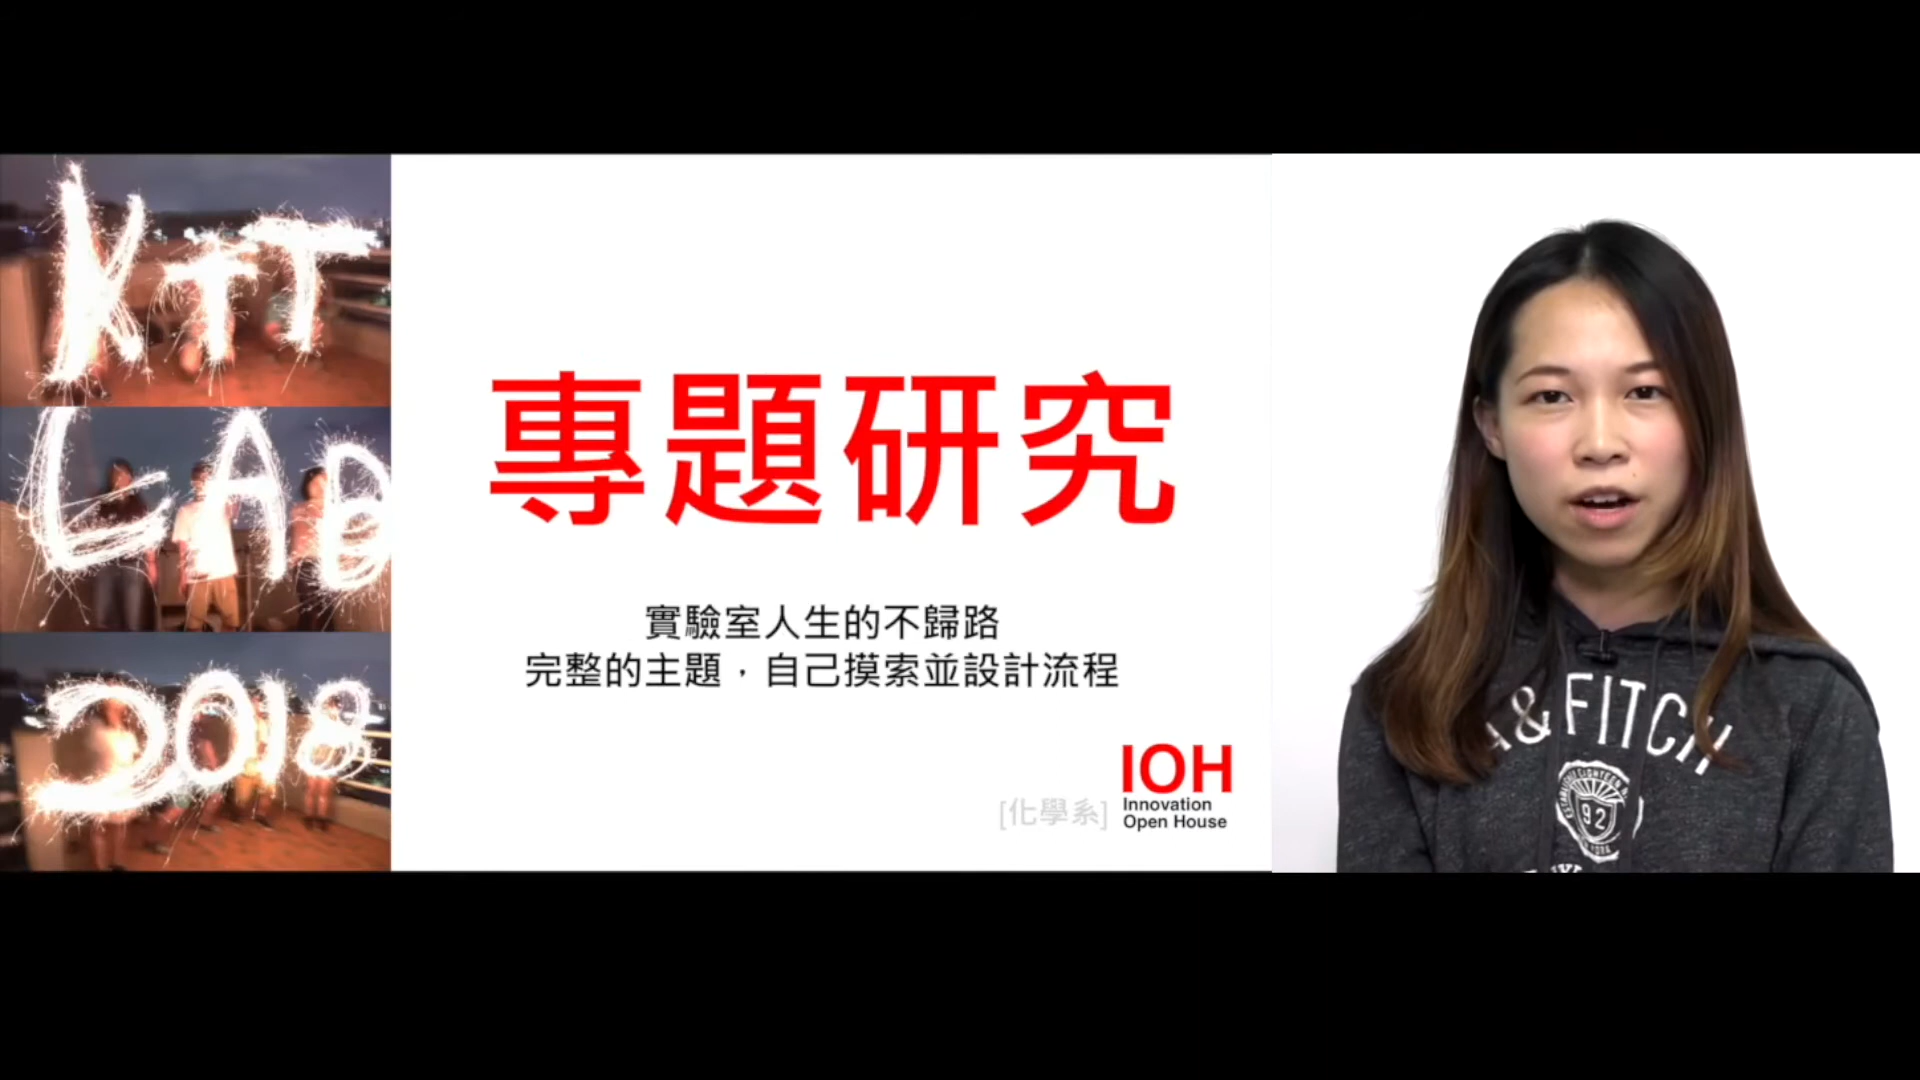 KTT
LAB
2018
專題研究
實驗室人生的不歸路
完整的主題，自己摸索並設計流程
[化學系]
IOH
Innovation
Open House
& FITCH
92